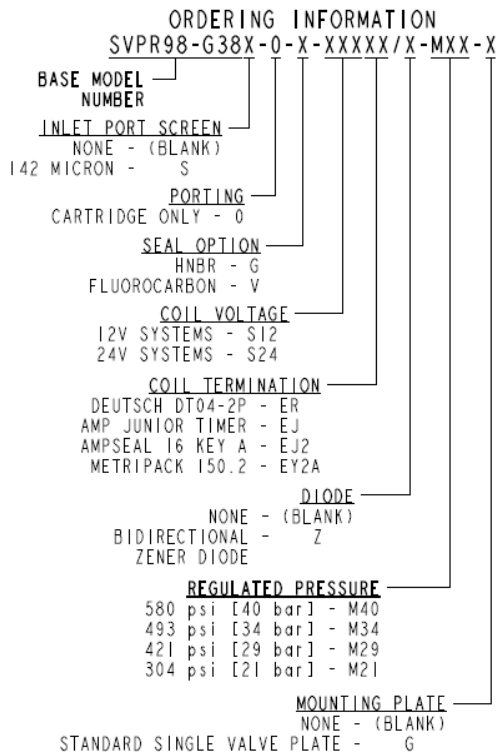 ORDERING INFORMATION
SVPR98-G38X-0-X-XXXXX/X-MXX-X
BASE MODEL
NUMBER
INLET PORT SCREEN
NONE - (BLANK)
142 MICRON - S
PORTING
CARTRIDGE ONLY - 0
SEAL OPTION
HNBR - G
FLUOROCARBON - V
COIL VOLTAGE
12V SYSTEMS - S12
24V SYSTEMS - S24
COIL TERMINATION
DEUTSCH DT04-2P - ER
AMP JUNIOR TIMER - EJ
AMPSEAL 16 KEY A - EJ2
METRIPACK 150.2 - EY2A
DIODE
NONE - (BLANK)
BIDIRECTIONAL - Z
ZENER DIODE
REGULATED PRESSURE
580 psi [40 bar] - M40
493 psi [34 bar] - M34
421 psi [29 bar] - M29
304 psi [21 bar] - M21
MOUNTING PLATE
NONE - (BLANK)
STANDARD SINGLE VALVE PLATE - G